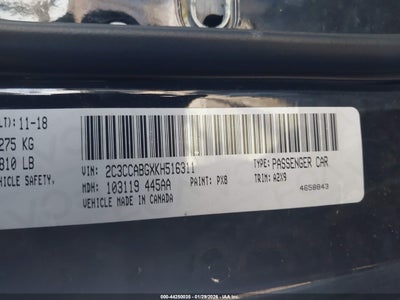 LT): 11-18
275 KG
810 LB
VEHICLE SAFETY,
VIN: 2C3CCABGXKH516311
TYPE: PASSENGER CAR
MDH: 103119 445AA
PAINT: PX8
TRIM: A2X9
VEHICLE MADE IN CANADA
4658843
000-44250035 - 01/29/2026 - IAA